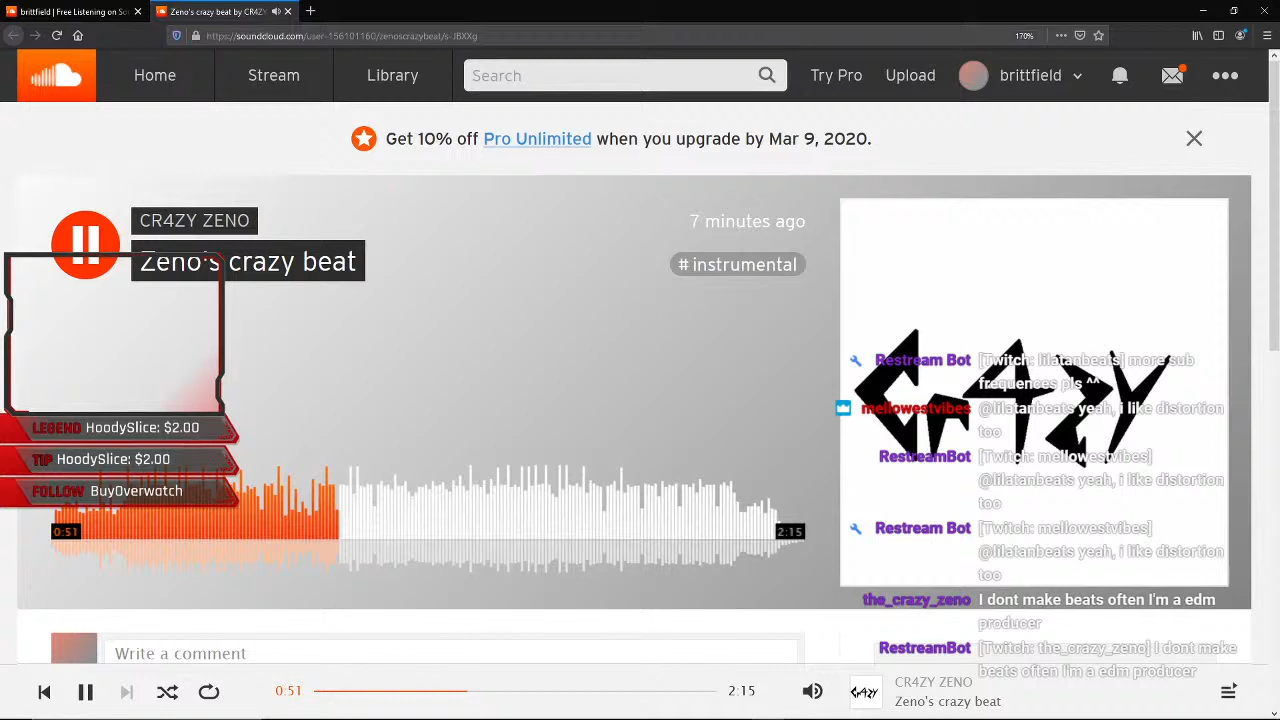 brittfield | Free Listening on So
Zeno's crazy beat by CR4ZY
https://soundcloud.com/user-156101160/zenoscrazybeat/s-JBXXg
170%
Home
Stream
Library
Search
Try Pro
Upload
brittfield
Get 10% off Pro Unlimited when you upgrade by Mar 9, 2020.
CR4ZY ZENO
7 minutes ago
Zeno's crazy beat
# instrumental
LEGEND HoodySlice: $2.00
TIP HoodySlice: $2.00
FOLLOW BuyOverwatch
0:51
2:15
Cr4zy
Restream Bot [Twitch: lilatanbeats] more sub
frequences pls ^^
mellowestvibes @lilatanbeats yeah, i like distortion
too
RestreamBot [Twitch: mellowestvibes]
@lilatanbeats yeah, i like distortion
too
Restream Bot [Twitch: mellowestvibes]
@lilatanbeats yeah, i like distortion
too
the_crazy_zeno I dont make beats often I'm a edm
producer
RestreamBot [Twitch: the_crazy_zeno] I dont make
beats often I'm a edm producer
Write a comment
0:51
2:15
Cr4zy
CR4ZY ZENO
Zeno's crazy beat